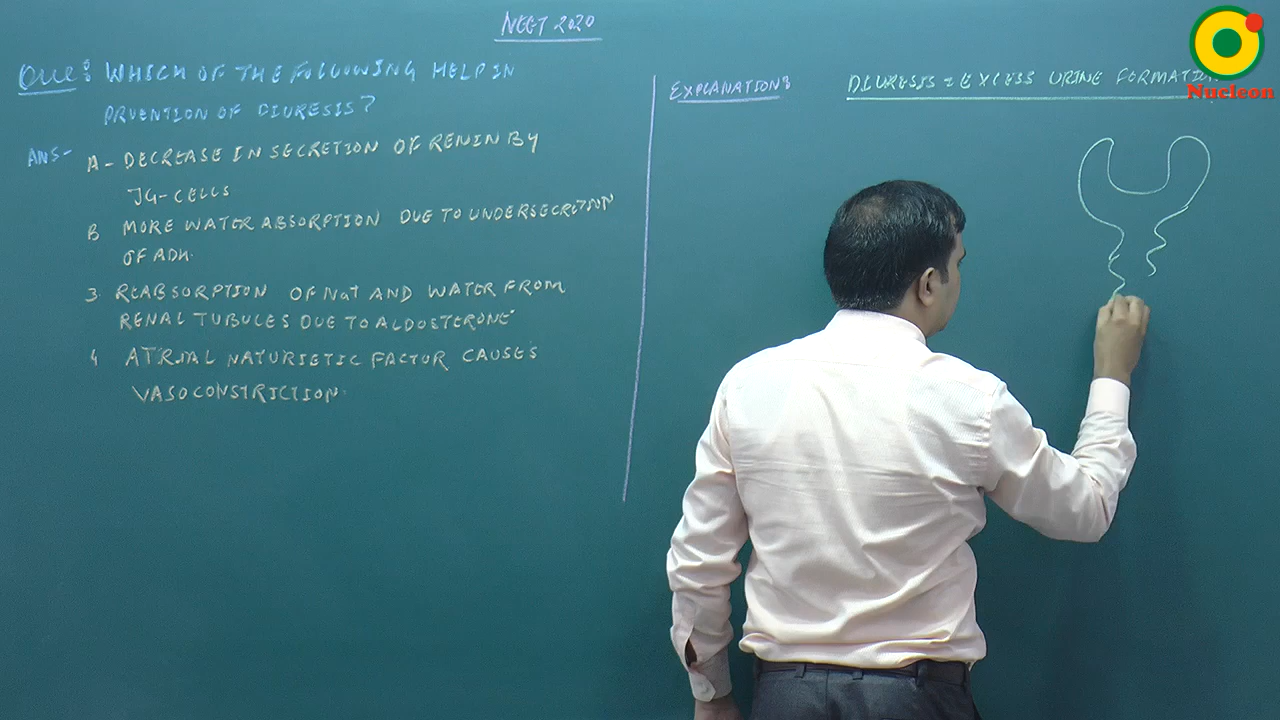 NEET 2020
QUE: WHICH OF THE FOLLOWING HELP IN
PRVENTION OF DIURESIS?
ANS- A - DECREASE IN SECRETION OF RENIN BY
JG-CELLS
B MORE WATER ABSORPTION DUE TO UNDERSECRETION
OF ADH.
3. REABSORPTION OF Na+ AND WATER FROM
RENAL TUBULES DUE TO ALDOSTERONE
4 ATRIAL NATURIETIC FACTOR CAUSES
VASOCONSTRICTION.
EXPLANATION:
DIURESIS = EXCESS URINE FORMATION
Nucleon